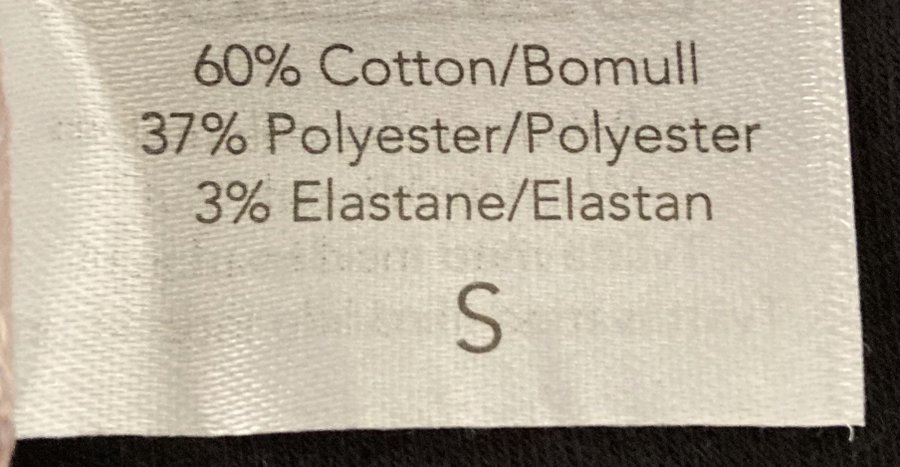 60% Cotton/Bomull
37% Polyester/Polyester
3% Elastane/Elastan
S